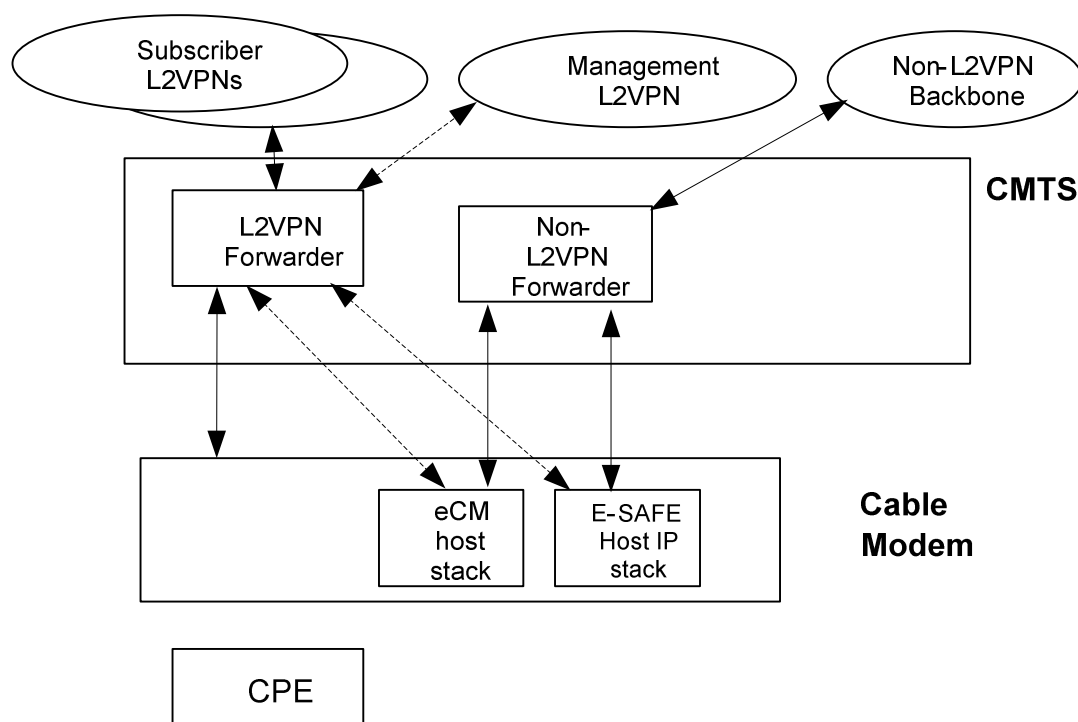 Subscriber
L2VPNs
Management
L2VPN
Non-L2VPN
Backbone
CMTS
L2VPN
Forwarder
Non-
L2VPN
Forwarder
eCM
host
stack
E-SAFE
Host IP
stack
Cable
Modem
CPE